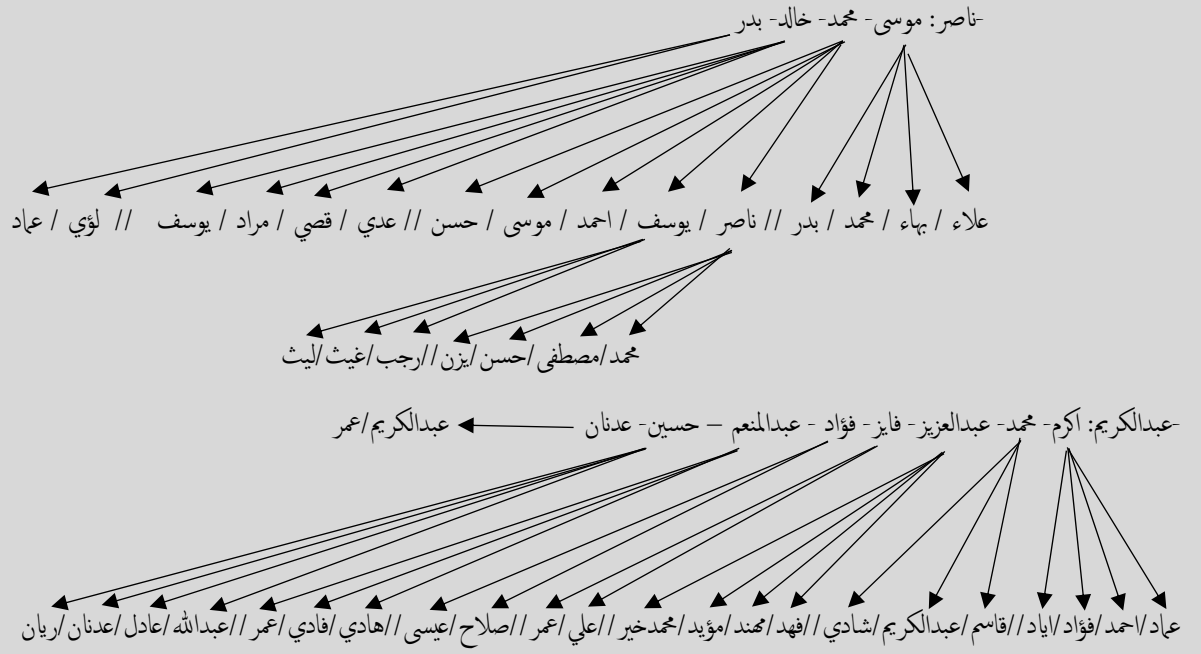 -ناصر: موسى- محمد- خالد- بدر
علاء / بهاء / محمد / بدر // ناصر / يوسف / احمد / موسى / حسن // عدي / قصي / مراد / يوسف // لؤي / عماد
محمد/مصطفى/حسن/يزن//رجب/غيث/ليث
-عبدالكريم: اكرم- محمد- عبدالعزيز- فايز- فؤاد - عبدالمنعم – حسين- عدنان عبدالكريم/عمر
عماد/احمد/فؤاد/اياد//قاسم/عبدالكريم/شادي//فهد/مهند/مؤيد/محمدخير//علي/عمر//صلاح/عيسى//هادي/فادي/عمر//عبدالله/عادل/عدنان/ريان